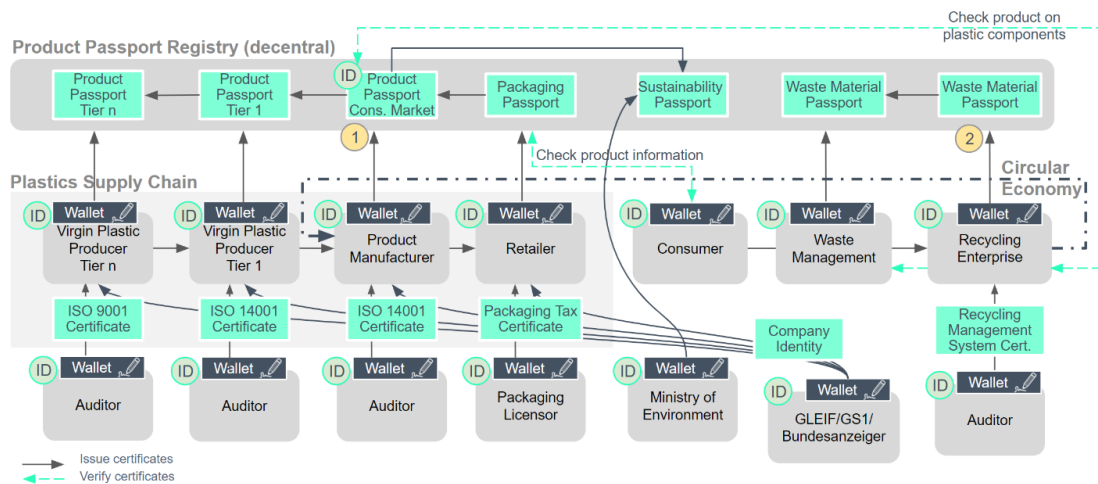 Check product on
plastic components
Product Passport Registry (decentral)
ID
Product
Passport
Tier n
Product
Passport
Tier 1
Product
Passport
Cons. Market
Packaging
Passport
Sustainability
Passport
Waste Material
Passport
Waste Material
Passport
1
2
Check product information
Circular
Economy
Plastics Supply Chain
ID
Wallet
Virgin Plastic
Producer
Tier n
ID
Wallet
Virgin Plastic
Producer
Tier 1
ID
Wallet
Product
Manufacturer
ID
Wallet
Retailer
ID
Wallet
Consumer
ID
Wallet
Waste
Management
ID
Wallet
Recycling
Enterprise
ISO 9001
Certificate
ISO 14001
Certificate
ISO 14001
Certificate
Packaging Tax
Certificate
Company
Identity
Recycling
Management
System Cert.
ID
Wallet
Auditor
ID
Wallet
Auditor
ID
Wallet
Auditor
ID
Wallet
Packaging
Licensor
ID
Wallet
Ministry of
Environment
ID
Wallet
GLEIF/GS1/
Bundesanzeiger
ID
Wallet
Auditor
Issue certificates
Verify certificates